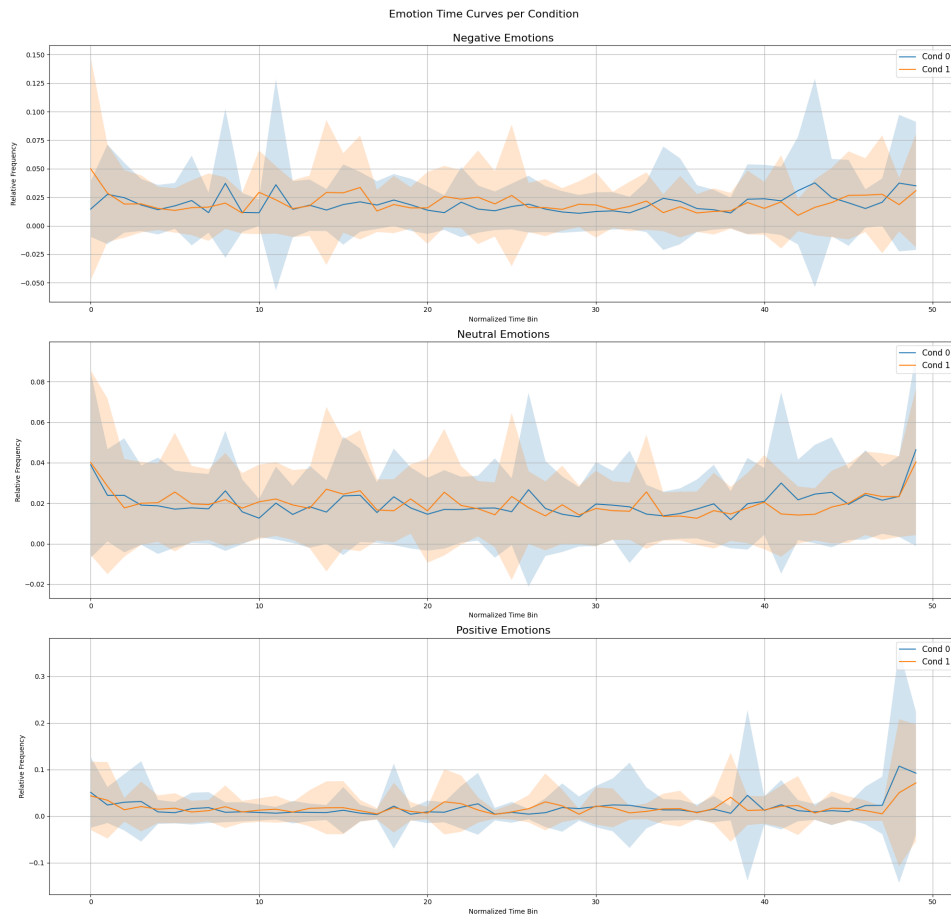 Emotion Time Curves per Condition
Negative Emotions
0.150
0.125
0.100
0.075
0.050
0.025
0.000
−0.025
−0.050
Relative Frequency
Cond 0
Cond 1
0 10 20 30 40 50
Normalized Time Bin
Neutral Emotions
0.08
0.06
0.04
0.02
0.00
−0.02
Relative Frequency
Cond 0
Cond 1
0 10 20 30 40 50
Normalized Time Bin
Positive Emotions
0.3
0.2
0.1
0.0
−0.1
Relative Frequency
Cond 0
Cond 1
0 10 20 30 40 50
Normalized Time Bin